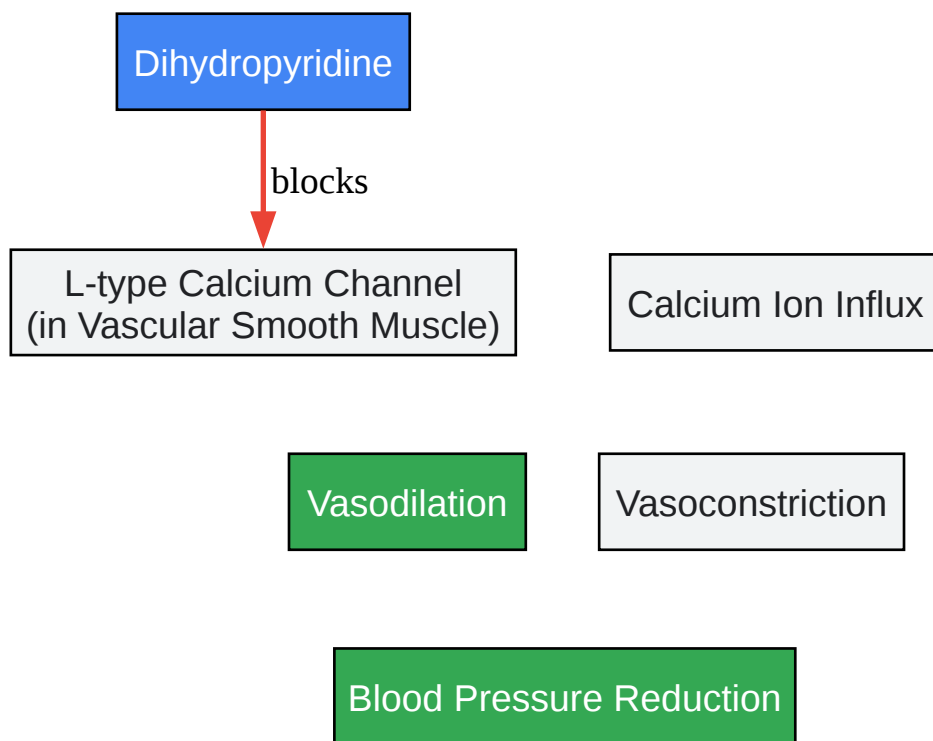 Dihydropyridine
blocks
L-type Calcium Channel
(in Vascular Smooth Muscle)
Calcium Ion Influx
Vasodilation
Vasoconstriction
Blood Pressure Reduction